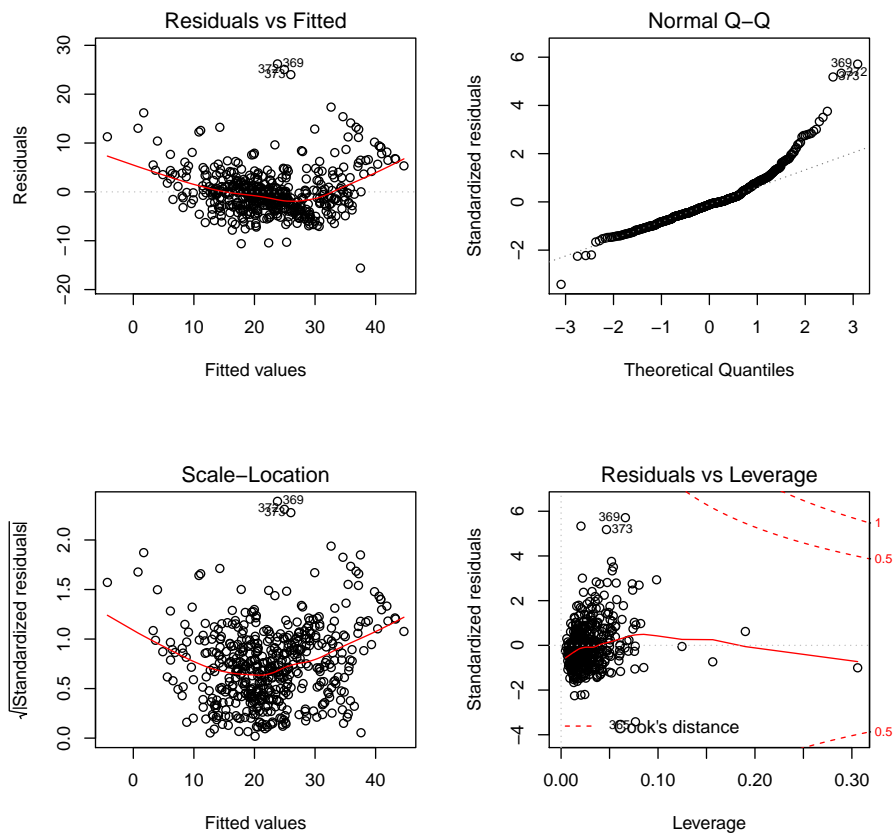 Residuals vs Fitted
Residuals
−20 −10 0 10 20 30
369
372
373
0 10 20 30 40
Fitted values
Normal Q−Q
Standardized residuals
−2 0 2 4 6
369
372
373
−3 −2 −1 0 1 2 3
Theoretical Quantiles
Scale−Location
√|Standardized residuals|
0.0 0.5 1.0 1.5 2.0
369
372
373
0 10 20 30 40
Fitted values
Residuals vs Leverage
Standardized residuals
−4 −2 0 2 4 6
369
373
365
Cook's distance
1
0.5
0.5
0.00 0.10 0.20 0.30
Leverage